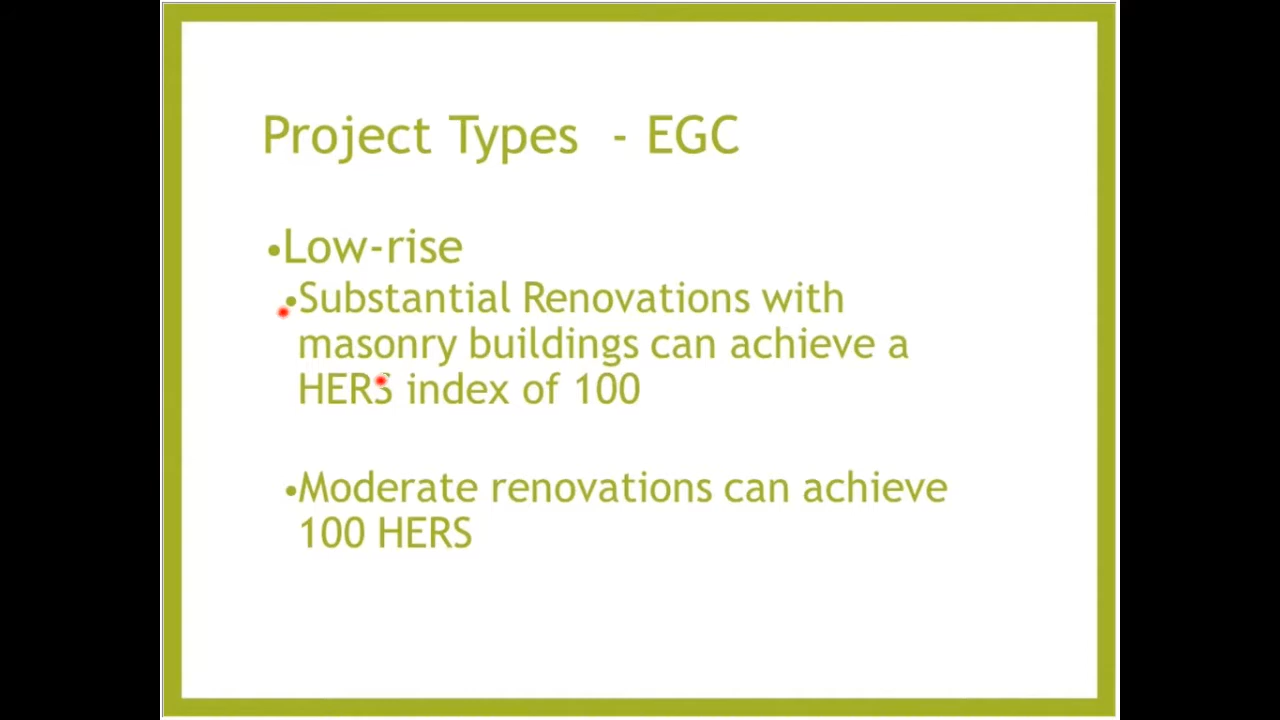 Project Types - EGC
•Low-rise
•Substantial Renovations with
masonry buildings can achieve a
HERS index of 100
•Moderate renovations can achieve
100 HERS